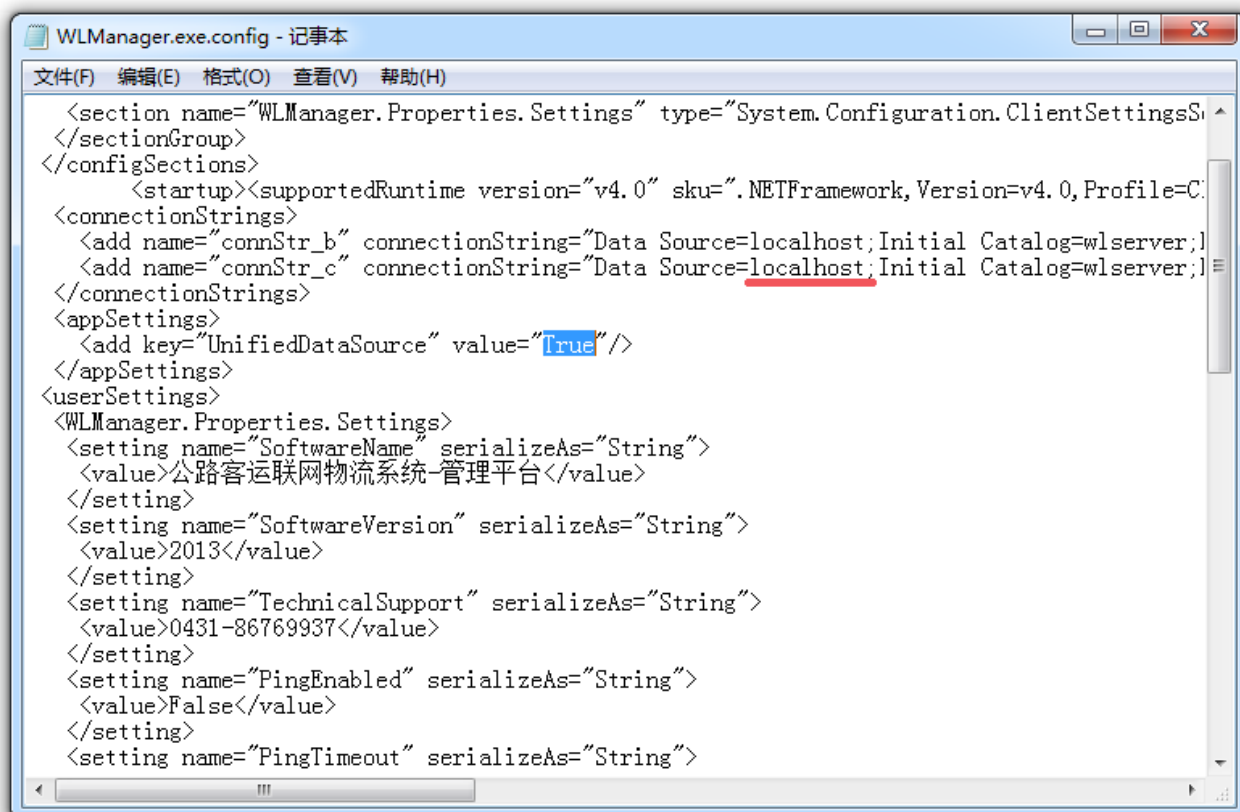 WLManager.exe.config - 记事本
文件(F) 编辑(E) 格式(O) 查看(V) 帮助(H)
<section name="WLManager.Properties.Settings" type="System.Configuration.ClientSettingsS
</sectionGroup>
</configSections>
<startup><supportedRuntime version="v4.0" sku=".NETFramework,Version=v4.0,Profile=C
<connectionStrings>
<add name="connStr_b" connectionString="Data Source=localhost;Initial Catalog=wlserver;
<add name="connStr_c" connectionString="Data Source=localhost;Initial Catalog=wlserver;
</connectionStrings>
<appSettings>
<add key="UnifiedDataSource" value="True"/>
</appSettings>
<userSettings>
<WLManager.Properties.Settings>
<setting name="SoftwareName" serializeAs="String">
<value>公路客运联网物流系统-管理平台</value>
</setting>
<setting name="SoftwareVersion" serializeAs="String">
<value>2013</value>
</setting>
<setting name="TechnicalSupport" serializeAs="String">
<value>0431-86769937</value>
</setting>
<setting name="PingEnabled" serializeAs="String">
<value>False</value>
</setting>
<setting name="PingTimeout" serializeAs="String">